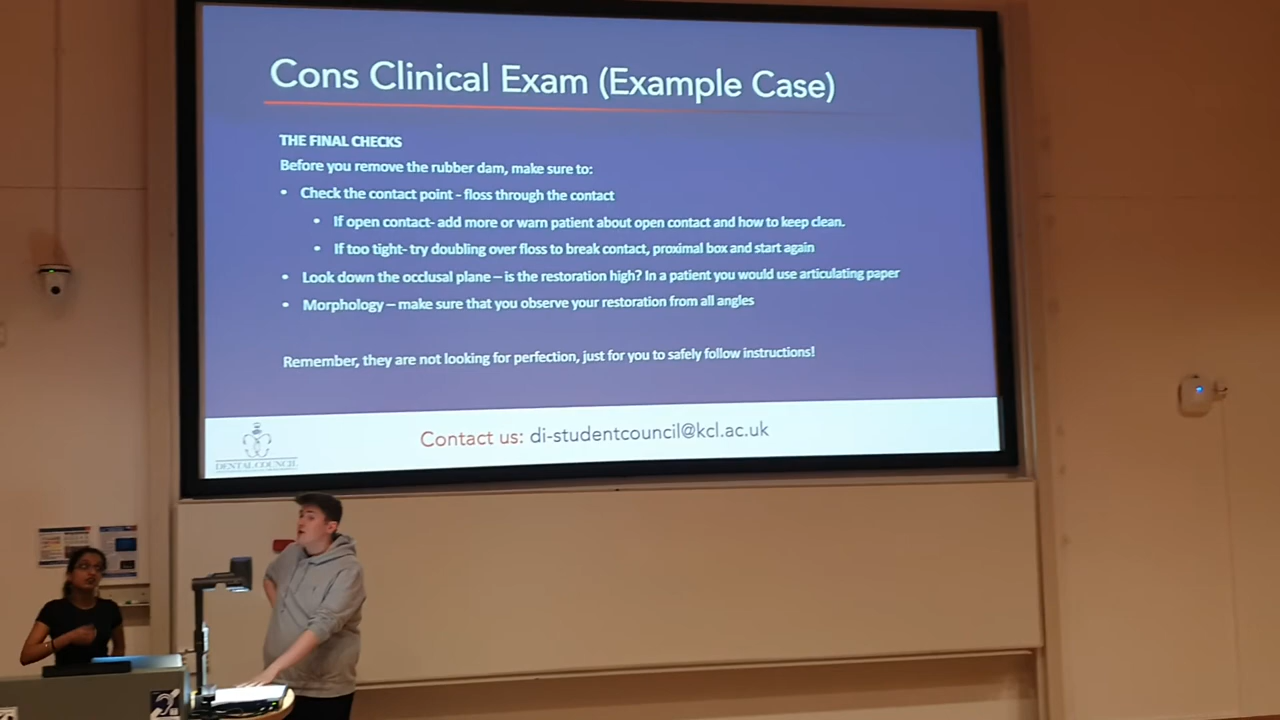 Cons Clinical Exam (Example Case)
THE FINAL CHECKS
Before you remove the rubber dam, make sure to:
• Check the contact point - floss through the contact
• If open contact- add more or warn patient about open contact and how to keep clean.
• If too tight- try doubling over floss to break contact, proximal box and start again
• Look down the occlusal plane – is the restoration high? In a patient you would use articulating paper
• Morphology – make sure that you observe your restoration from all angles
Remember, they are not looking for perfection, just for you to safely follow instructions!
Contact us: di-studentcouncil@kcl.ac.uk
DENTAL COUNCIL